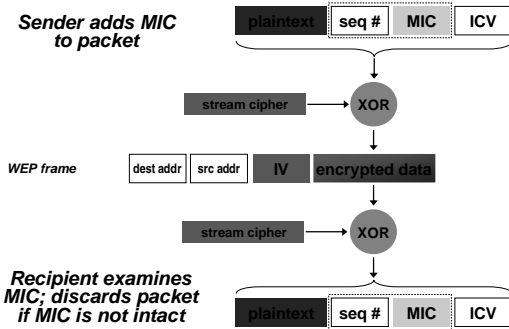 Sender adds MIC
to packet
plaintext seq # MIC ICV
stream cipher XOR
WEP frame dest addr src addr IV encrypted data
stream cipher XOR
Recipient examines
MIC; discards packet
if MIC is not intact
plaintext seq # MIC ICV